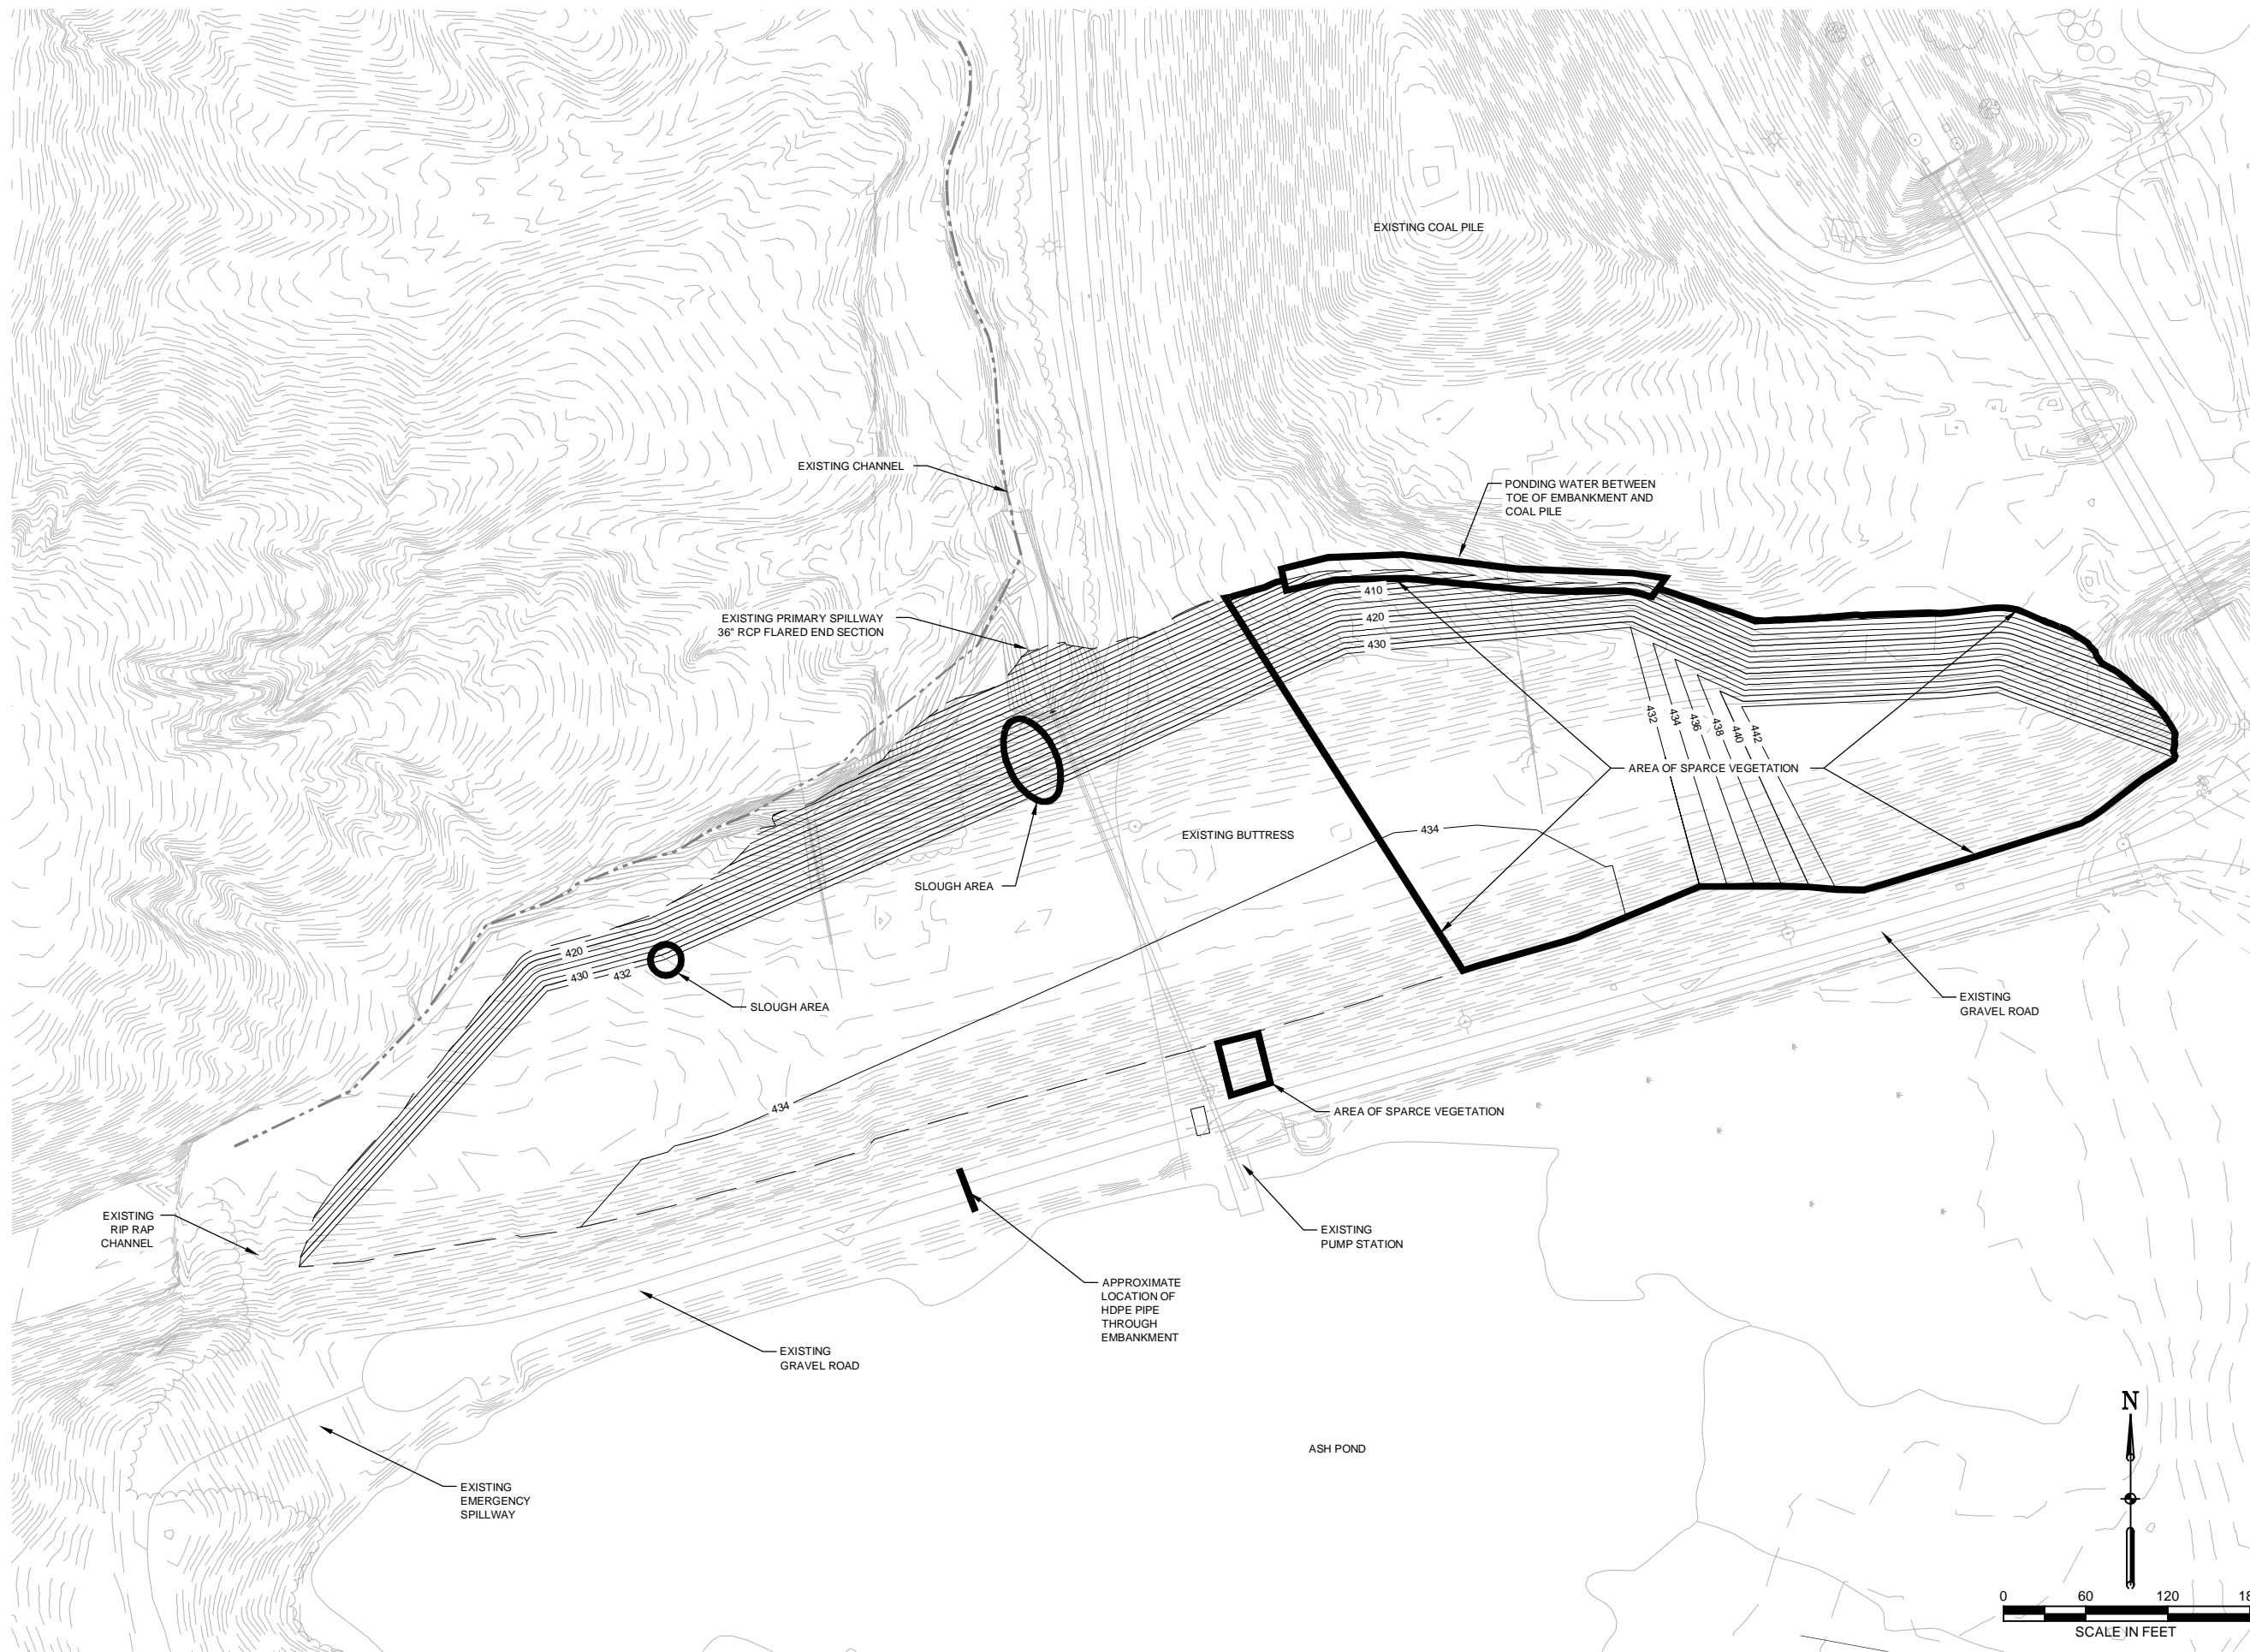 EXISTING COAL PILE
EXISTING CHANNEL
PONDING WATER BETWEEN
TOE OF EMBANKMENT AND
COAL PILE
410
EXISTING PRIMARY SPILLWAY
36" RCP FLARED END SECTION
420
430
432
434
436
438
440
442
AREA OF SPARCE VEGETATION
434
EXISTING BUTTRESS
SLOUGH AREA
420
430
432
SLOUGH AREA
EXISTING
GRAVEL ROAD
434
AREA OF SPARCE VEGETATION
EXISTING
RIP RAP
CHANNEL
EXISTING
PUMP STATION
APPROXIMATE
LOCATION OF
HDPE PIPE
THROUGH
EMBANKMENT
EXISTING
GRAVEL ROAD
N
ASH POND
EXISTING
EMERGENCY
SPILLWAY
0 60 120 18
SCALE IN FEET